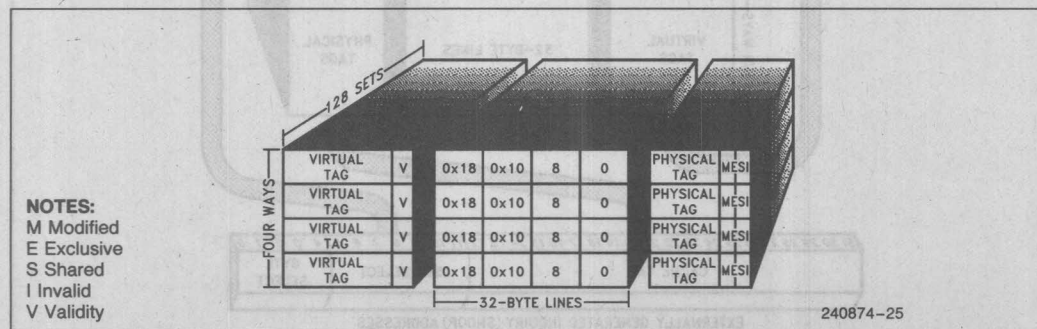 128 SETS
FOUR WAYS
VIRTUAL TAG V 0x18 0x10 8 0 PHYSICAL TAG MESI
VIRTUAL TAG V 0x18 0x10 8 0 PHYSICAL TAG MESI
VIRTUAL TAG V 0x18 0x10 8 0 PHYSICAL TAG MESI
VIRTUAL TAG V 0x18 0x10 8 0 PHYSICAL TAG MESI
32-BYTE LINES
NOTES:
M Modified
E Exclusive
S Shared
I Invalid
V Validity
240874-25